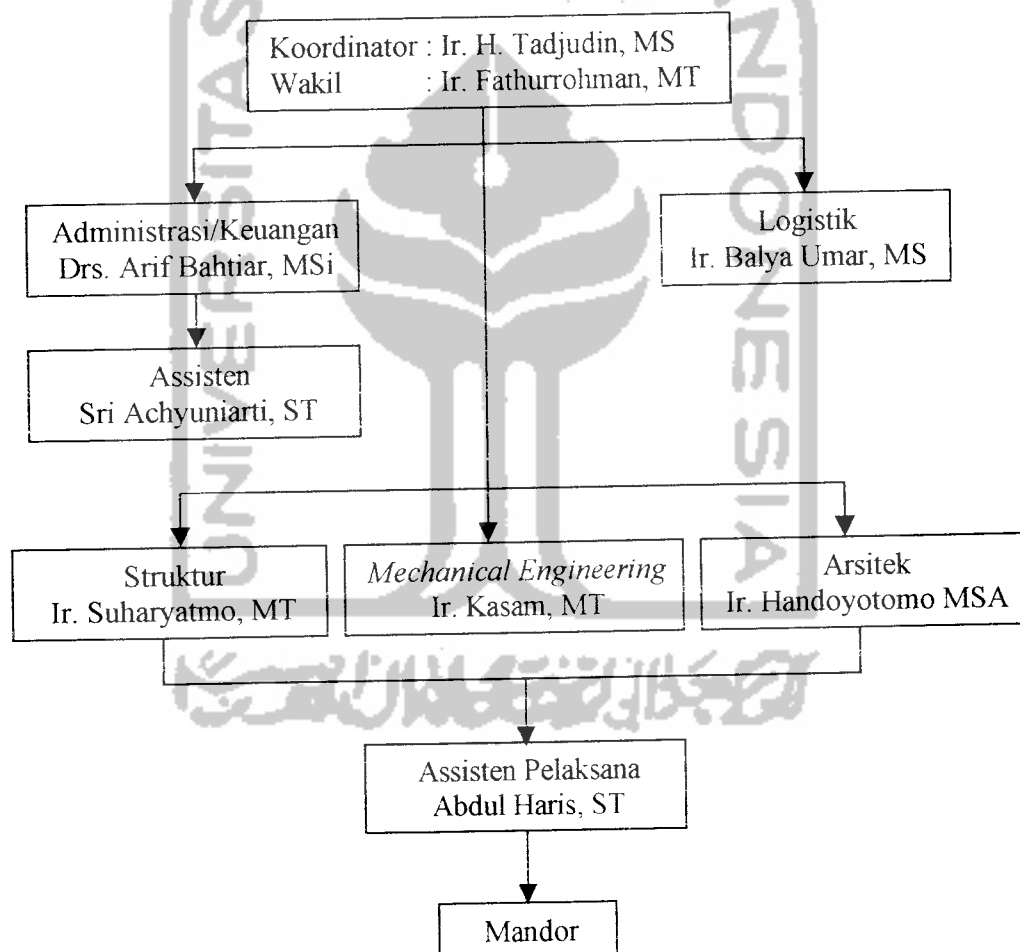 Koordinator : Ir. H. Tadjudin, MS
Wakil : Ir. Fathurrohman, MT
Administrasi/Keuangan
Drs. Arif Bahtiar, MSi
Logistik
Ir. Balya Umar, MS
Assisten
Sri Achyuniarti, ST
Struktur
Ir. Suharyatmo, MT
Mechanical Engineering
Ir. Kasam, MT
Arsitek
Ir. Handoyotomo MSA
Assisten Pelaksana
Abdul Haris, ST
Mandor
UNIVERSITAS
INDONESIA